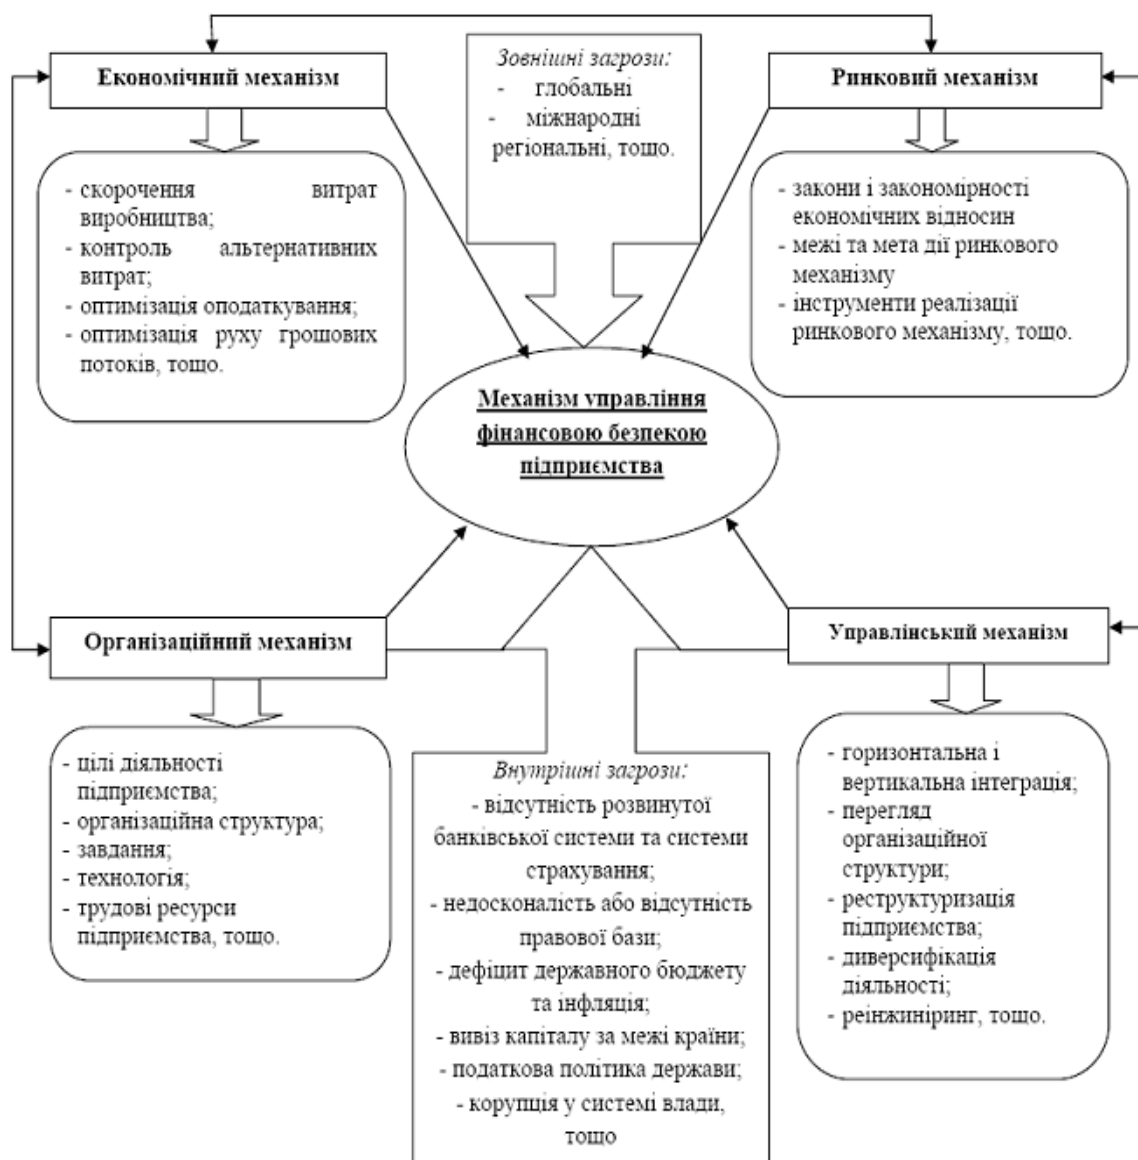 Економічний механізм
Зовнішні загрози:
- глобальні
- міжнародні
регіональні, тощо.
Ринковий механізм
- скорочення витрат
виробництва;
- контроль альтернативних
витрат;
- оптимізація оподаткування;
- оптимізація руху грошових
потоків, тощо.
- закони і закономірності
економічних відносин
- межі та мета дії ринкового
механізму
- інструменти реалізації
ринкового механізму, тощо.
Механізм управління
фінансовою безпекою
підприємства
Організаційний механізм
Управлінський механізм
- цілі діяльності
підприємства;
- організаційна структура;
- завдання;
- технологія;
- трудові ресурси
підприємства, тощо.
Внутрішні загрози:
- відсутність розвинутої
банківської системи та системи
страхування;
- недосконалість або відсутність
правової бази;
- дефіцит державного бюджету
та інфляція;
- вивіз капіталу за межі країни;
- податкова політика держави;
- корупція у системі влади,
тощо
- горизонтальна і
вертикальна інтеграція;
- перегляд
організаційної
структури;
- реструктуризація
підприємства;
- диверсифікація
діяльності;
- реінжиніринг, тощо.